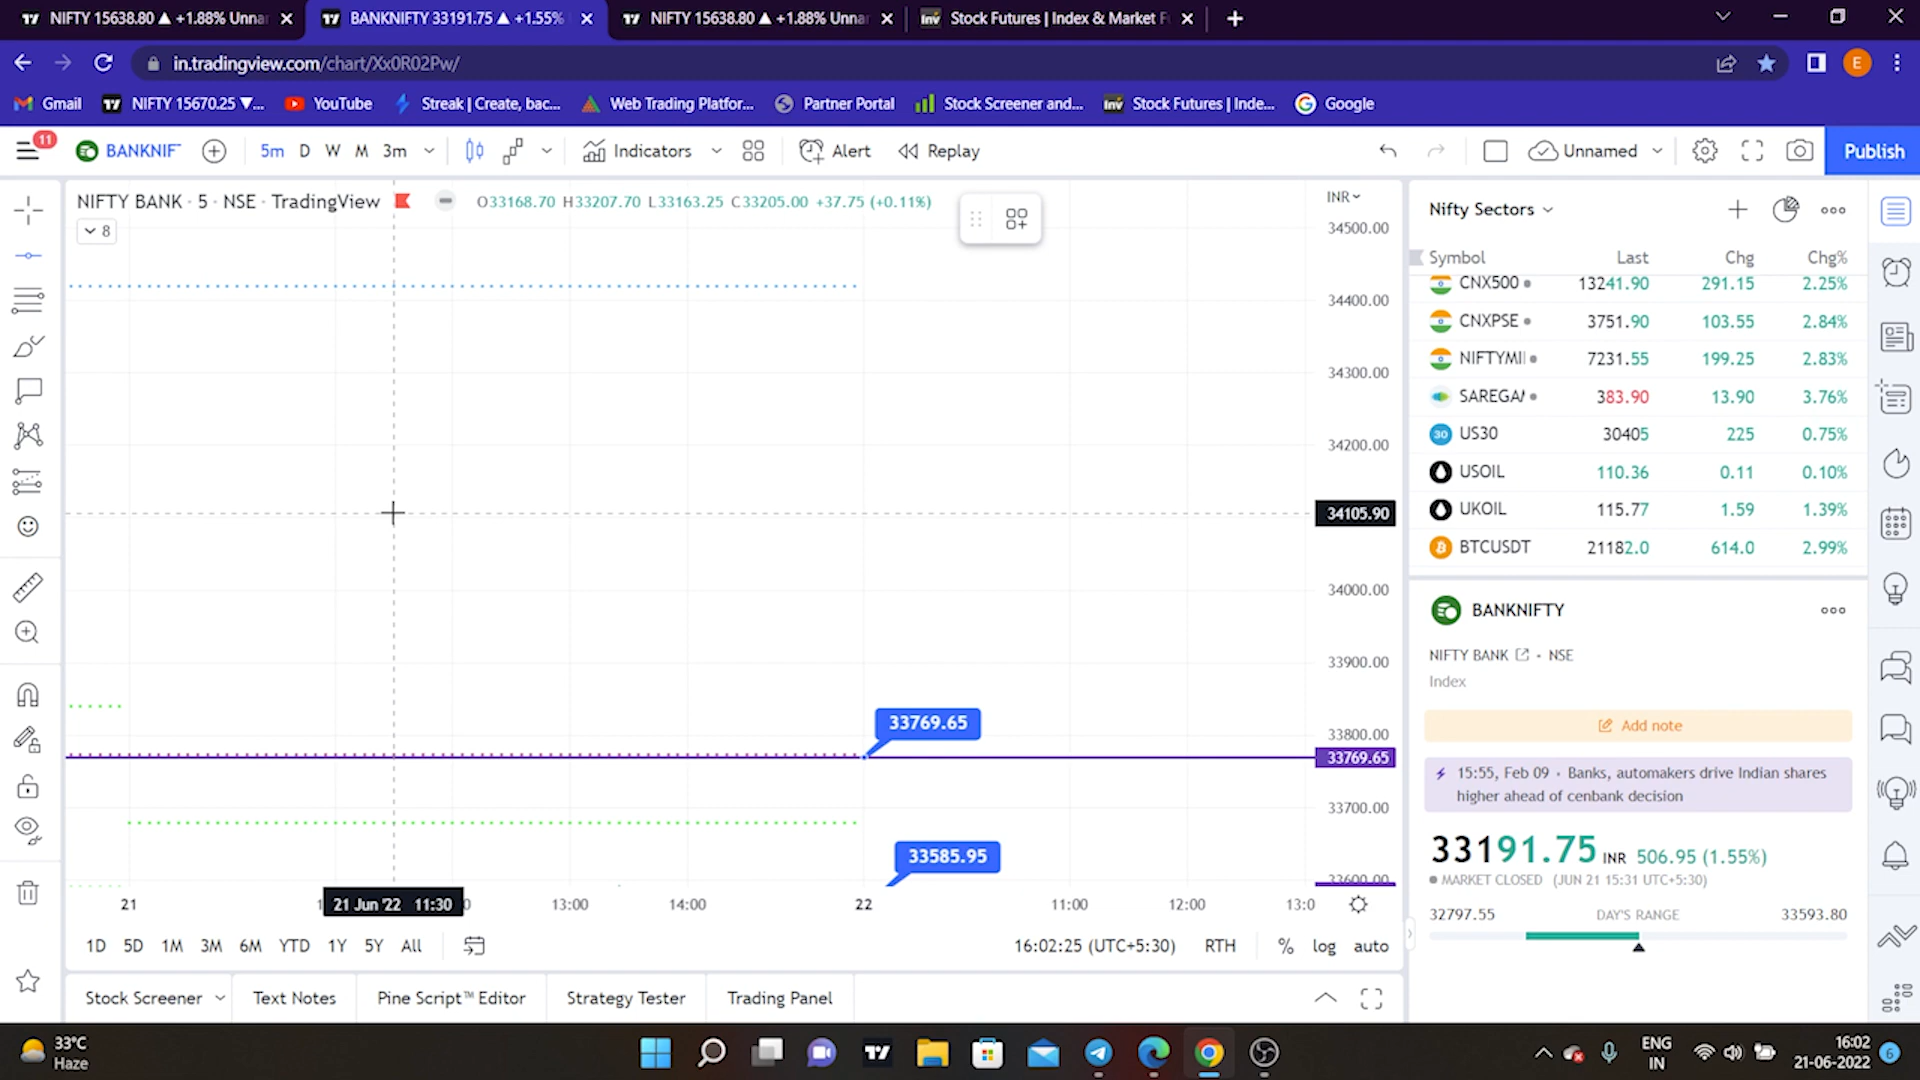 NIFTY 15638.80 ▲ +1.88% Unnar
BANKNIFTY 33191.75 ▲ +1.55%
NIFTY 15638.80 ▲ +1.88% Unnar
Stock Futures | Index & Market F
in.tradingview.com/chart/Xx0R02Pw/
E
Gmail
NIFTY 15670.25 ▼...
YouTube
Streak | Create, bac...
Web Trading Platfor...
Partner Portal
Stock Screener and...
Stock Futures | Inde...
Google
11
BANKNIF
5m
D
W
M
3m
Indicators
Alert
Replay
Unnamed
Publish
NIFTY BANK · 5 · NSE · TradingView
O33168.70 H33207.70 L33163.25 C33205.00 +37.75 (+0.11%)
8
INR
34500.00
34400.00
34300.00
34200.00
34105.90
34000.00
33900.00
33800.00
33769.65
33700.00
33600.00
33769.65
33585.95
21
21 Jun '22 11:30
13:00
14:00
22
11:00
12:00
13:0
1D
5D
1M
3M
6M
YTD
1Y
5Y
All
16:02:25 (UTC+5:30)
RTH
%
log
auto
Stock Screener
Text Notes
Pine Script™ Editor
Strategy Tester
Trading Panel
Nifty Sectors
Symbol Last Chg Chg%
CNX500 13241.90 291.15 2.25%
CNXPSE 3751.90 103.55 2.84%
NIFTYMI 7231.55 199.25 2.83%
SAREGA 383.90 13.90 3.76%
30 US30 30405 225 0.75%
USOIL 110.36 0.11 0.10%
UKOIL 115.77 1.59 1.39%
BTCUSDT 21182.0 614.0 2.99%
BANKNIFTY
NIFTY BANK · NSE
Index
Add note
15:55, Feb 09 · Banks, automakers drive Indian shares
higher ahead of cenbank decision
33191.75 INR 506.95 (1.55%)
MARKET CLOSED (JUN 21 15:31 UTC+5:30)
32797.55 DAY'S RANGE 33593.80
33°C
Haze
ENG
IN
16:02
21-06-2022
6